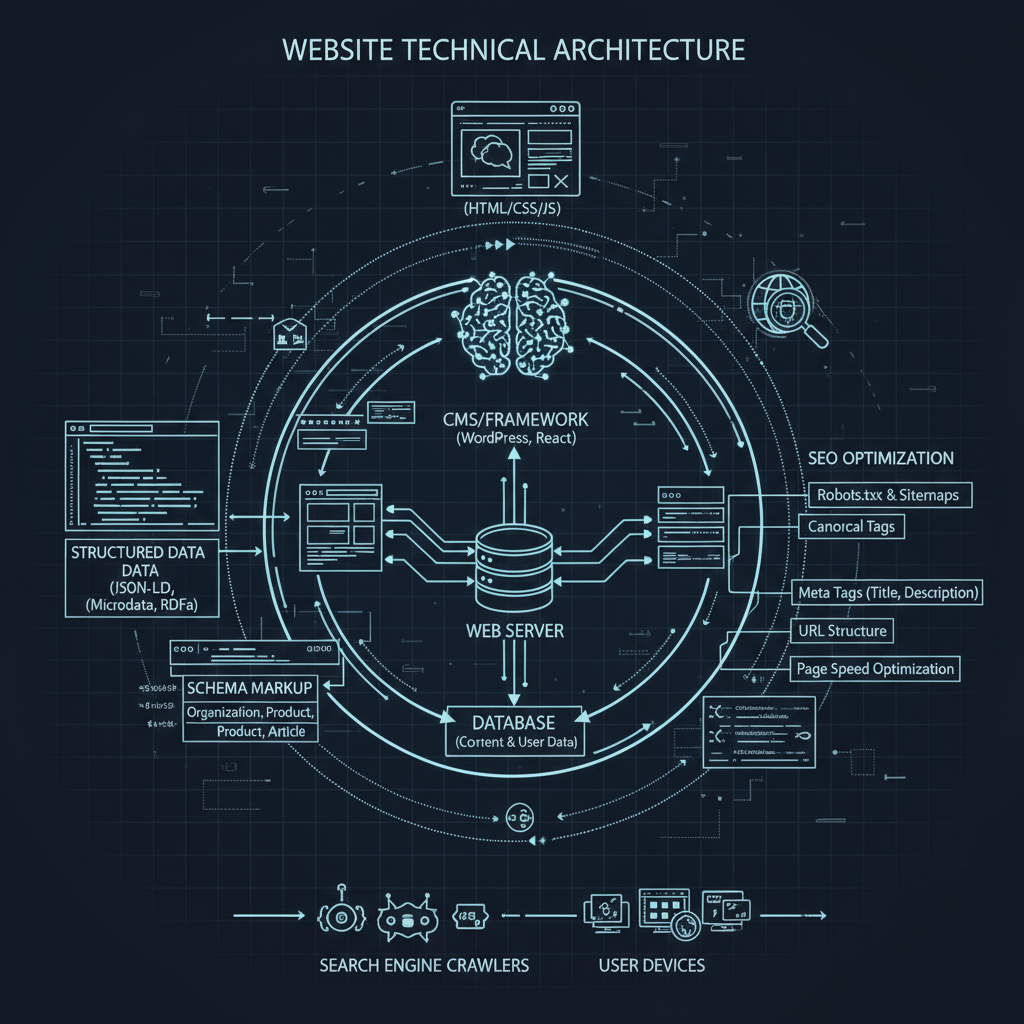 WEBSITE TECHNICAL ARCHITECTURE
(HTML/CSS/JS)
CMS/FRAMEWORK
(WordPress, React)
SEO OPTIMIZATION
Robots.txx & Sitemaps
Canorcal Tags
STRUCTURED DATA
DATA
(JSON-LD,
(Microdata, RDFa)
Meta Tags (Title, Description)
WEB SERVER
URL Structure
Page Speed Optimization
SCHEMA MARKUP
Organization, Product,
Product, Article
DATABASE
(Cortent & User Data)
SEARCH ENGINE CRAWLERS
USER DEVICES